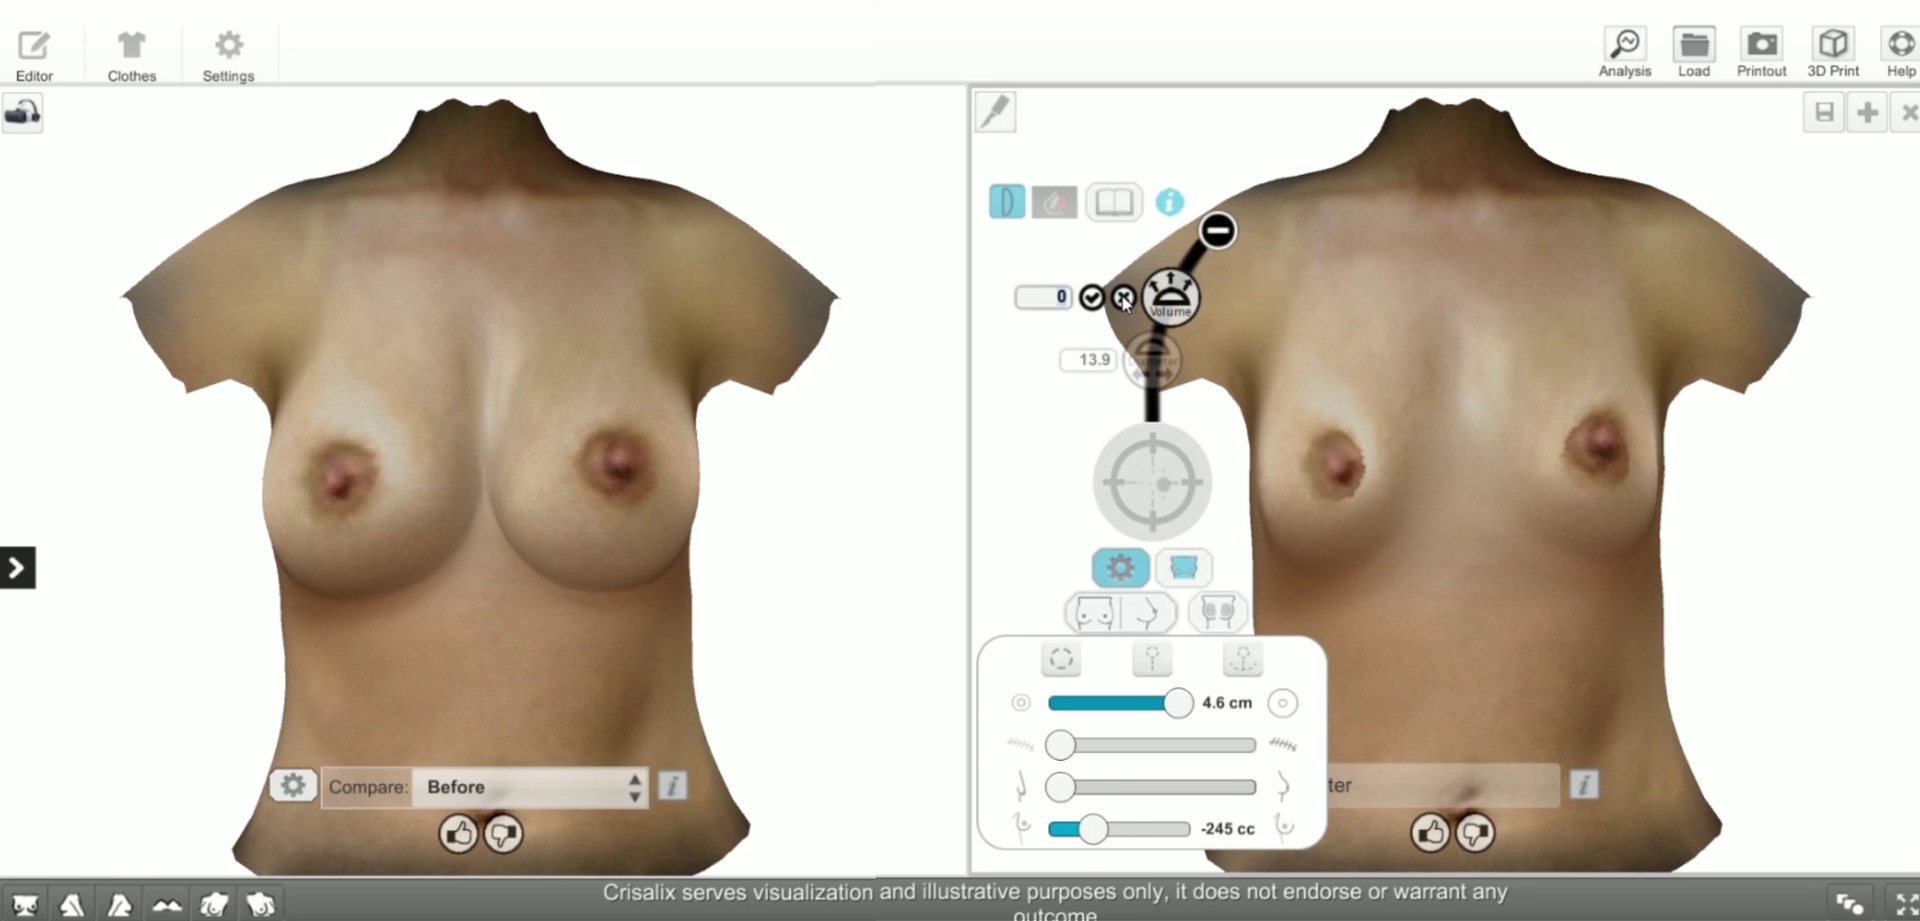 Editor
Clothes
Settings
Analysis
Load
Printout
3D Print
Help
0
Volume
13.9
Diameter
4.6 cm
-245 cc
Compare:
Before
ter
Crisalix serves visualization and illustrative purposes only, it does not endorse or warrant any
outcome